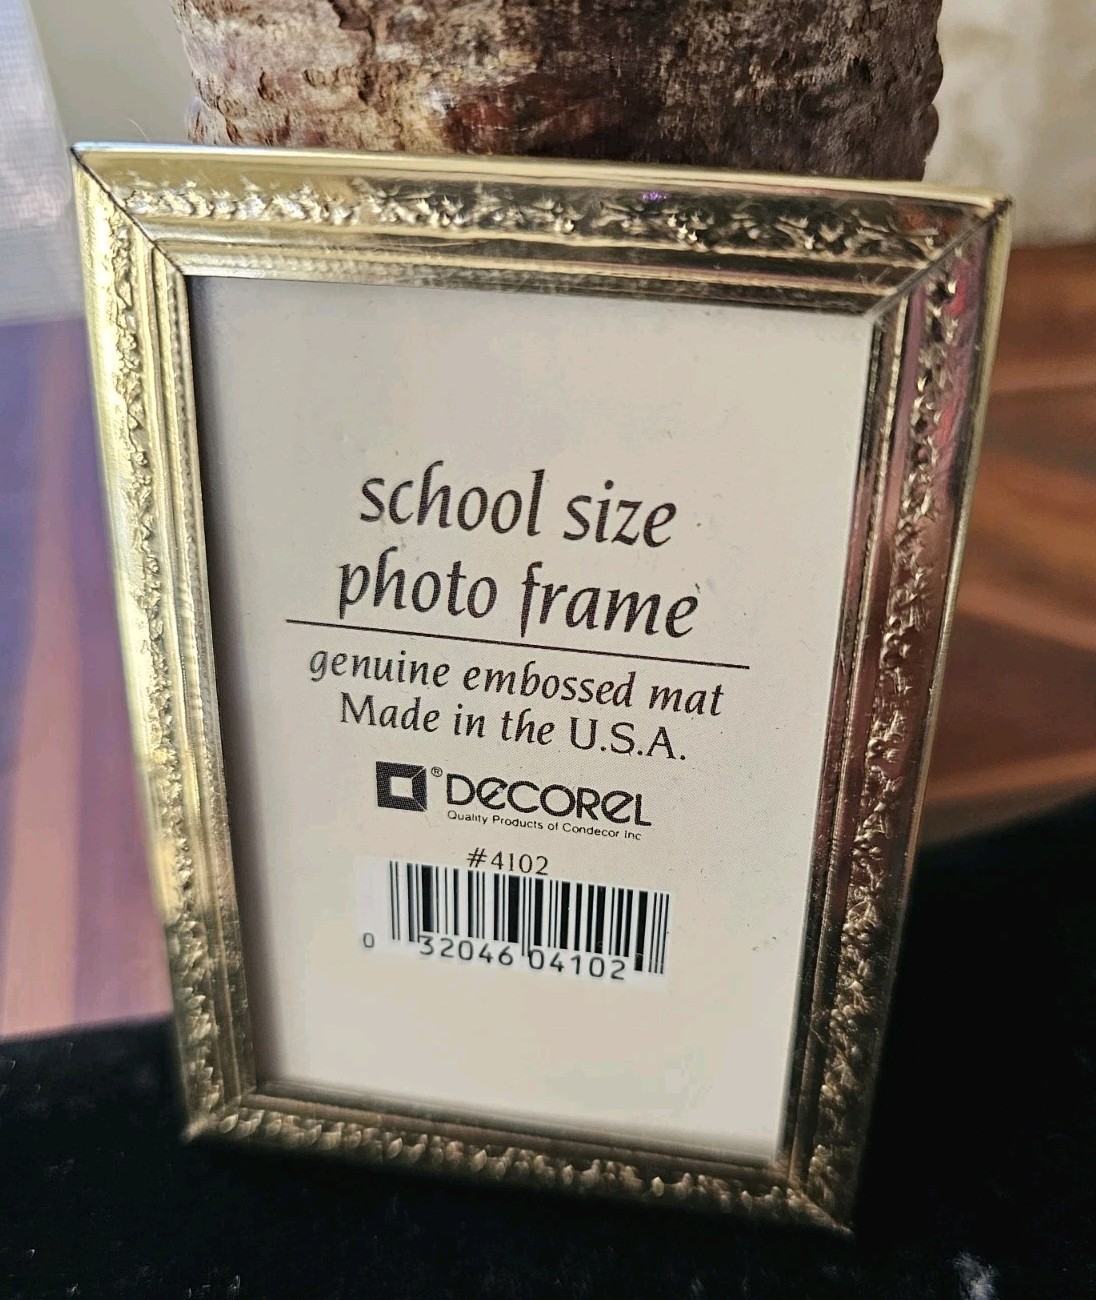 school size
photo frame
genuine embossed mat
Made in the U.S.A.
® DECOREL
Quality Products of Condecor Inc
#4102
0 32046 04102